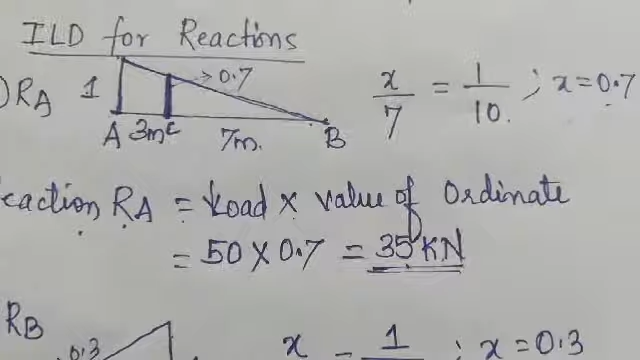 ILD for Reactions
) RA 1 0.7 x/7 = 1/10. ; x = 0.7
A 3m C 7m. B
eaction RA = Load x value of ordinate
= 50 x 0.7 = 35 KN
RB
0.3 x = 1 ; x = 0.3